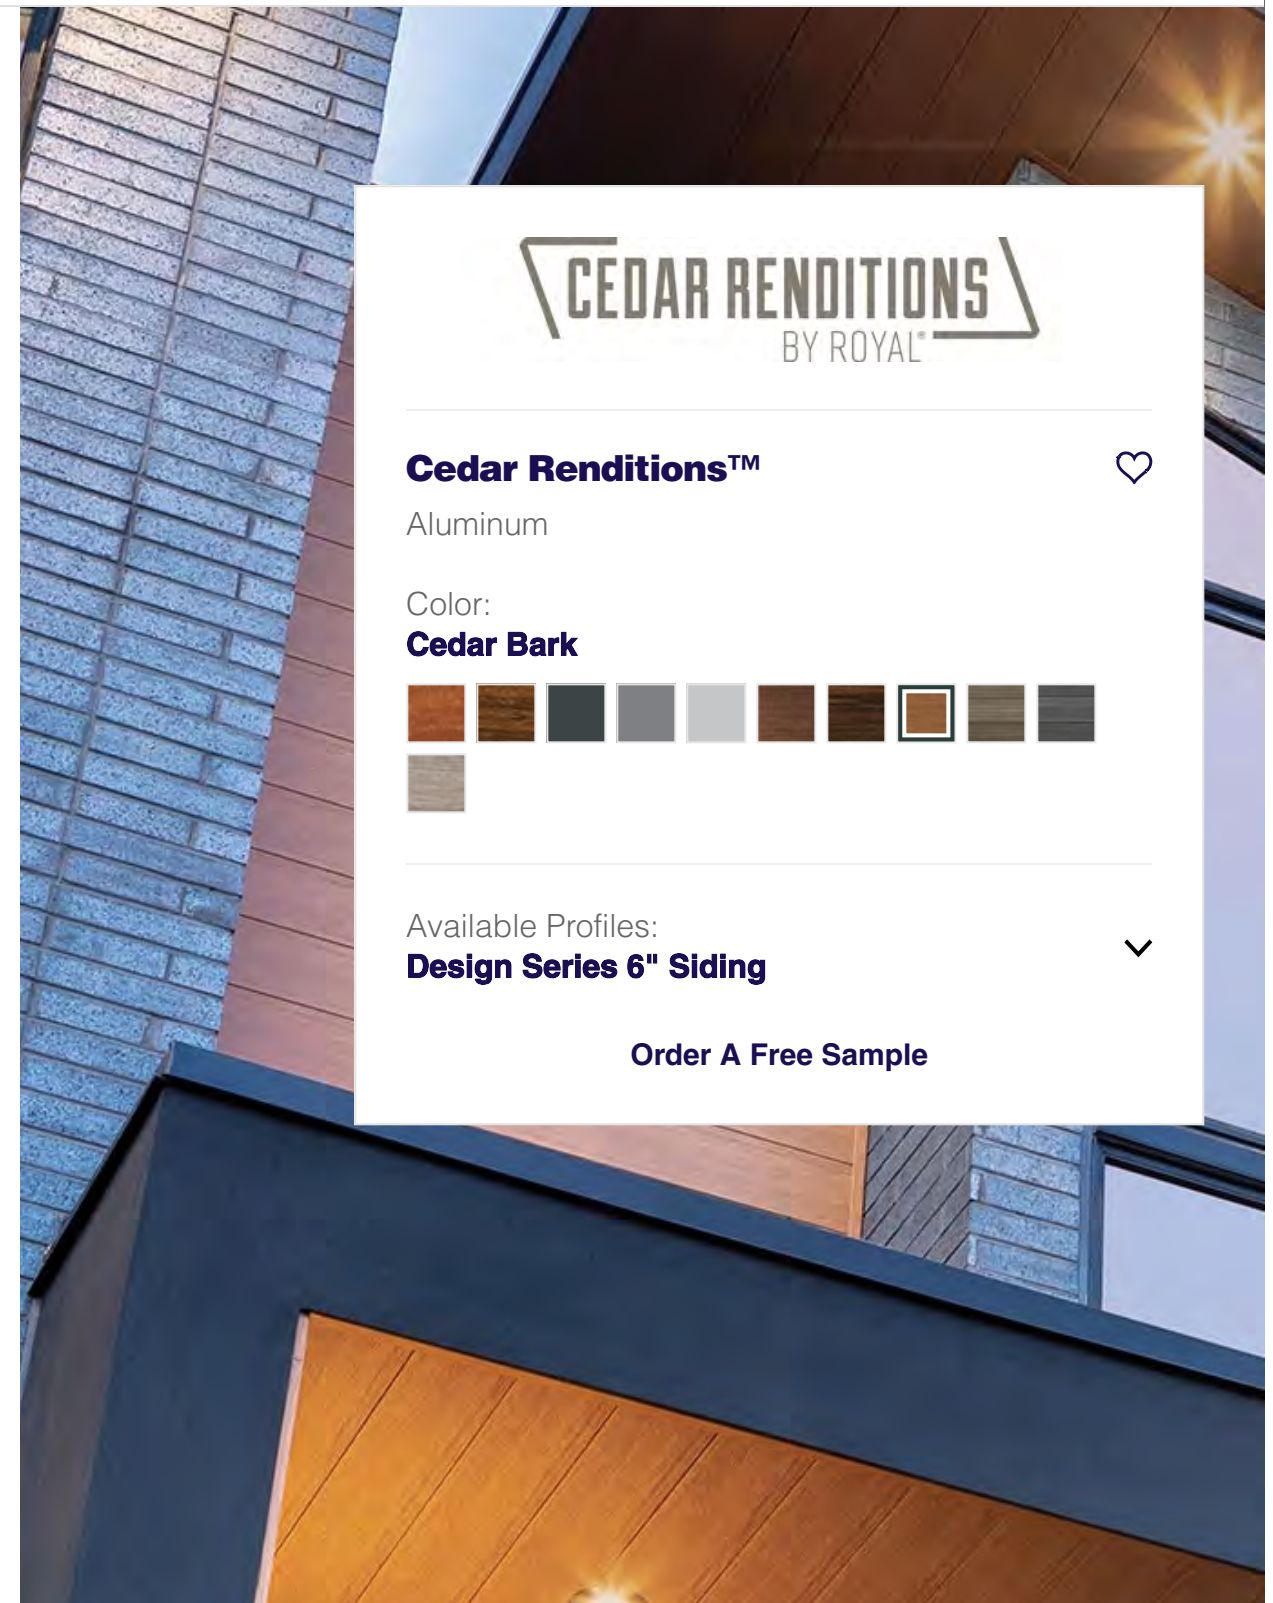 CEDAR RENDITIONS
BY ROYAL®
Cedar Renditions™
Aluminum
Color:
Cedar Bark
Available Profiles:
Design Series 6" Siding
Order A Free Sample